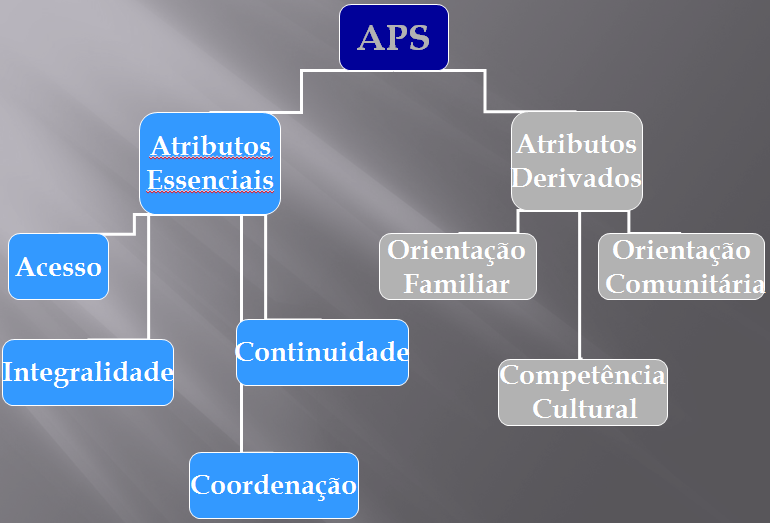 APS
Atributos
Essenciais
Atributos
Derivados
Acesso
Orientação
Familiar
Orientação
Comunitária
Integralidade
Continuidade
Competência
Cultural
Coordenação